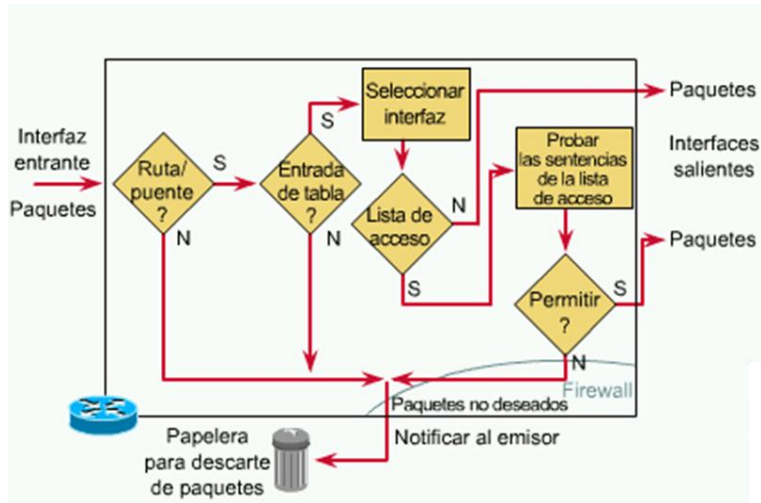 Interfaz
entrante
Paquetes
Ruta/
puente
?
S
N
Entrada
de tabla
?
S
N
Seleccionar
interfaz
Lista de
acceso
N
S
Probar
las sentencias
de la lista
de acceso
Permitir
?
S
N
Paquetes
Interfaces
salientes
Paquetes
Firewall
Paquetes no deseados
Notificar al emisor
Papelera
para descarte
de paquetes